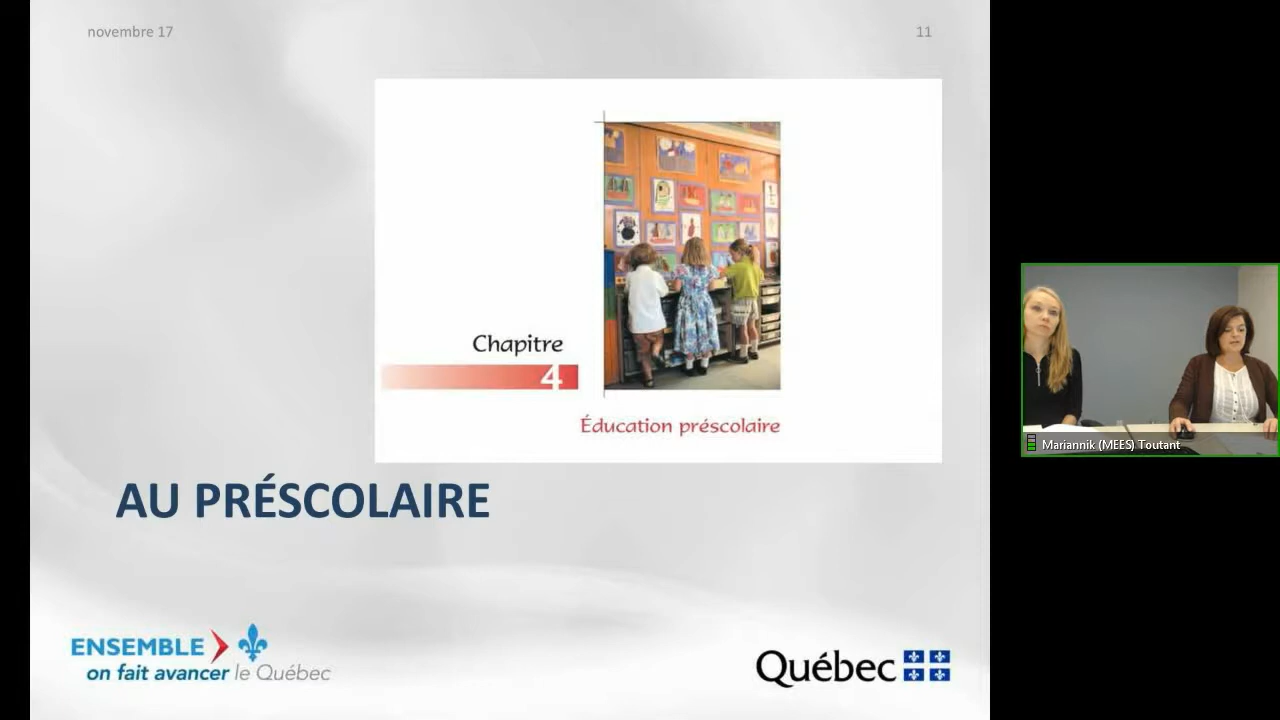 novembre 17
11
Chapitre
4
Éducation préscolaire
AU PRÉSCOLAIRE
ENSEMBLE
on fait avancer le Québec
Québec
Mariannik (MEES) Toutant